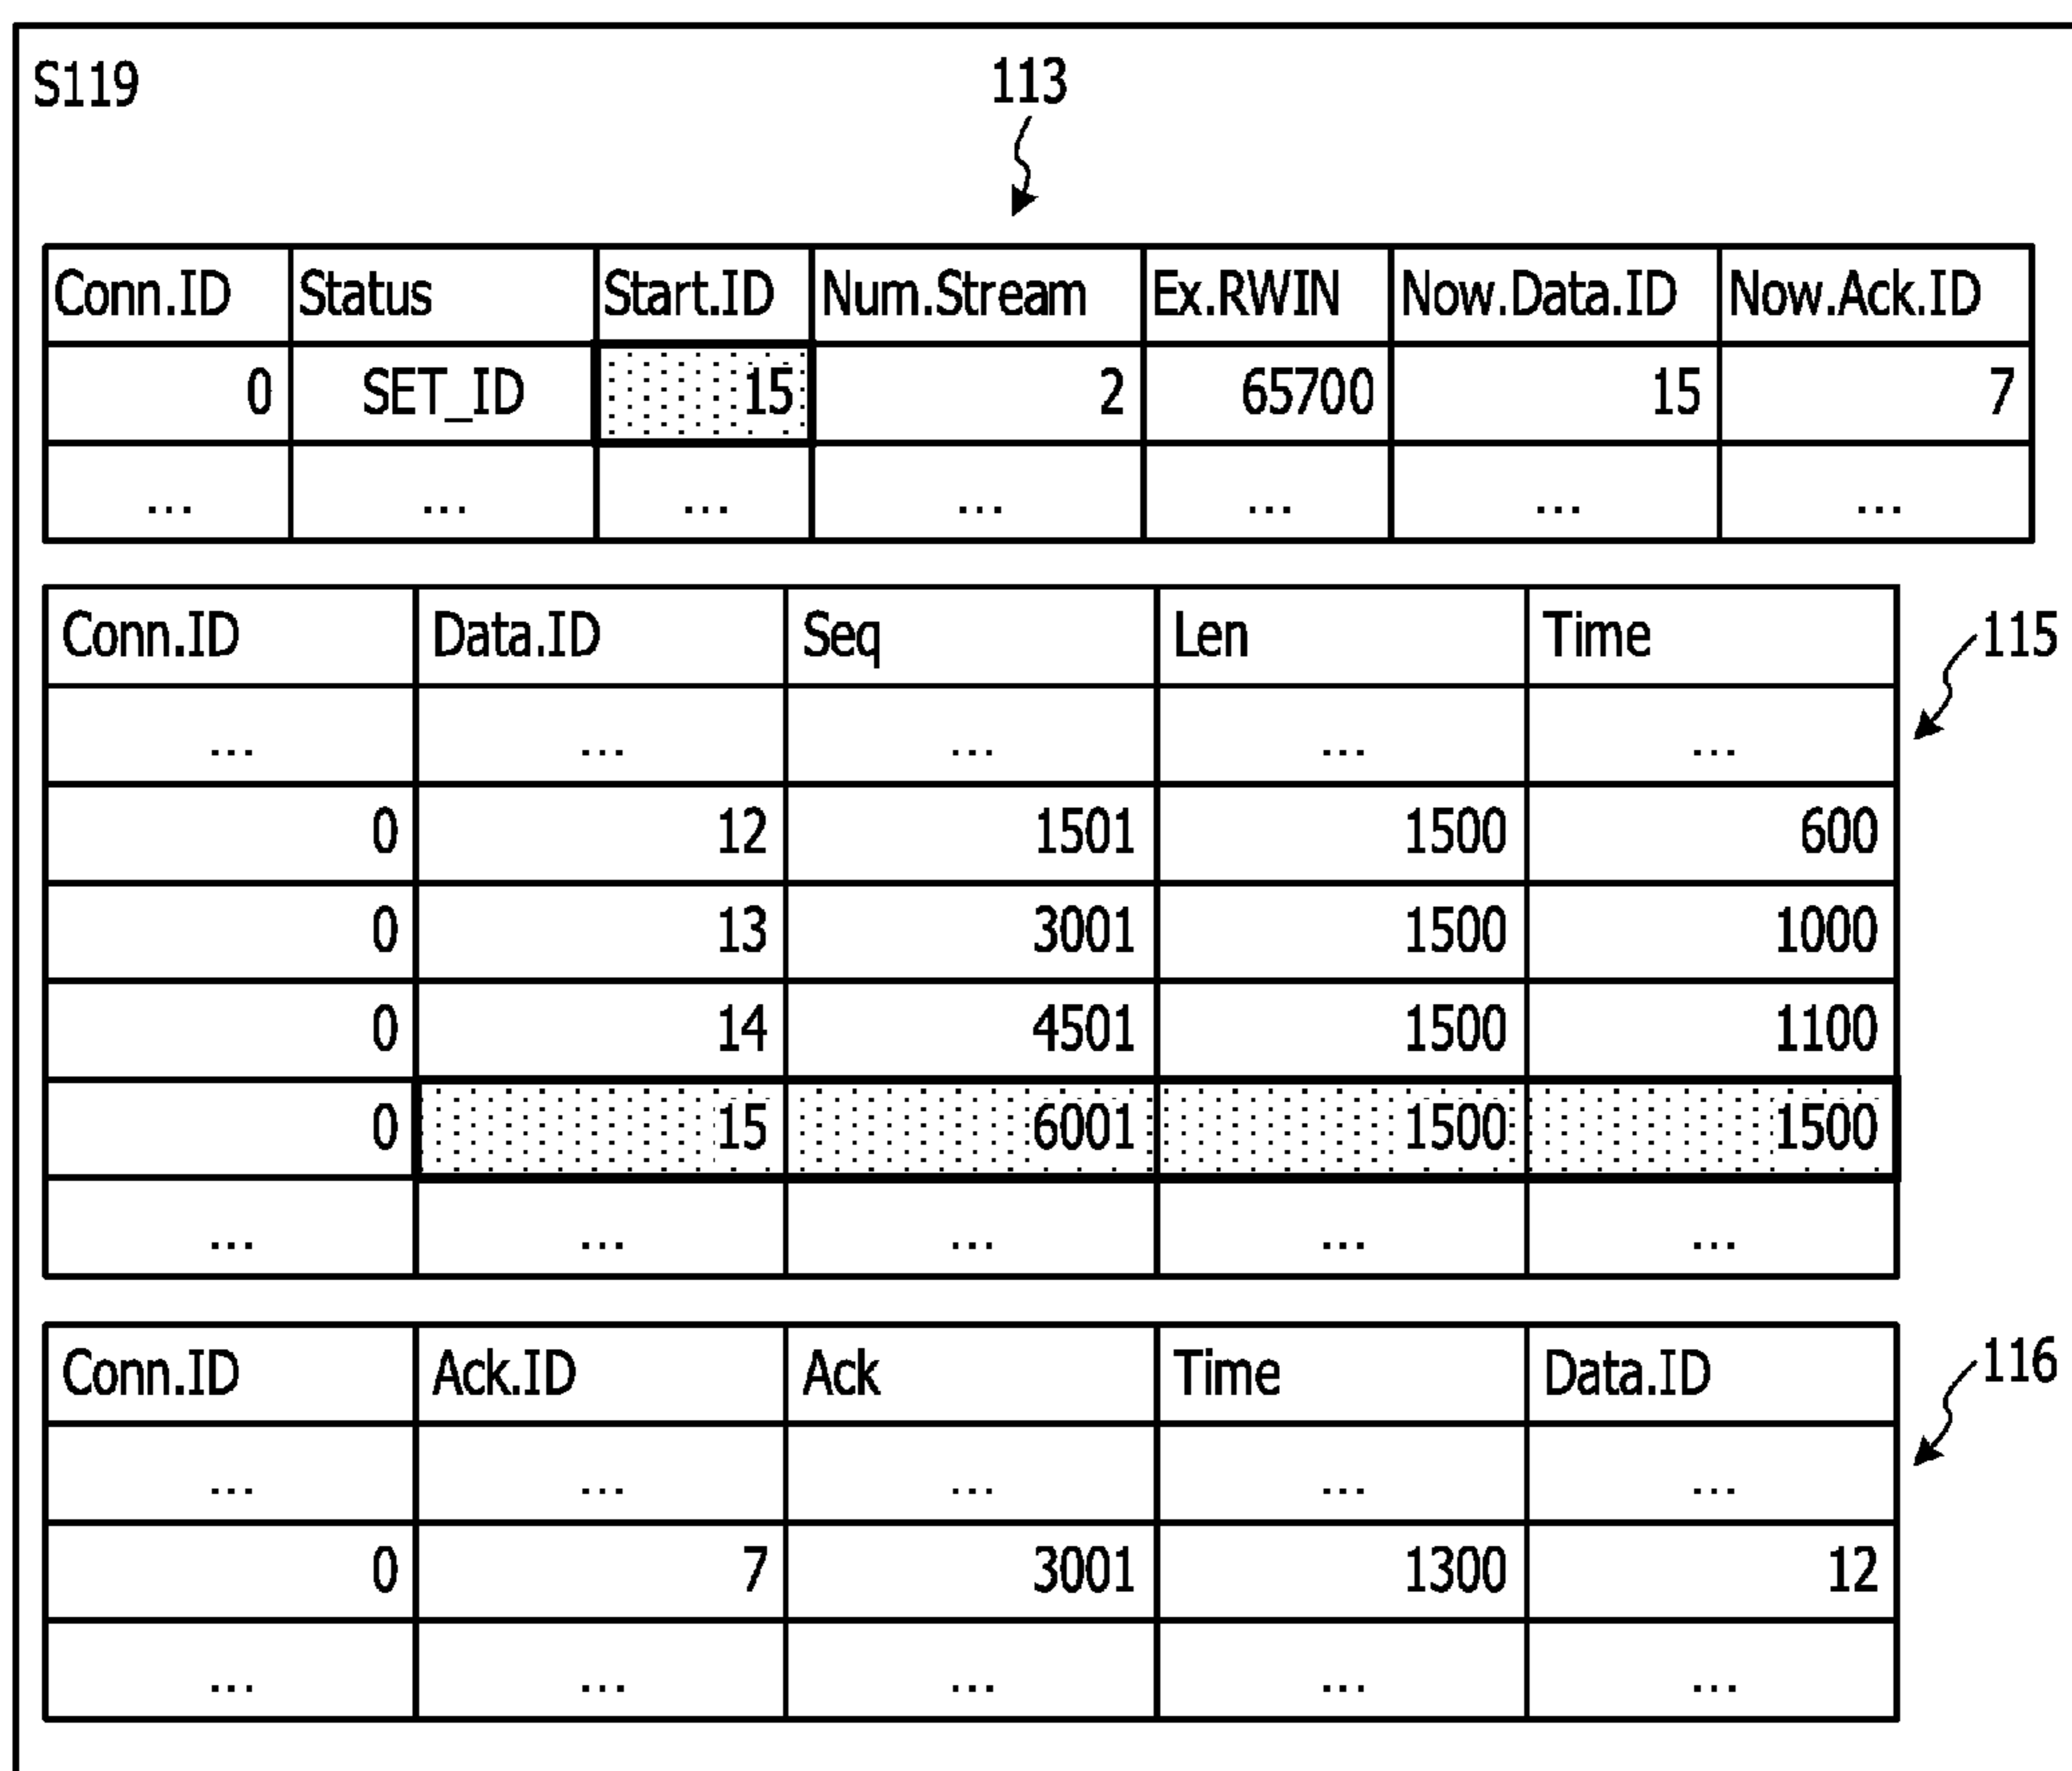 S119
113
Conn.ID Status Start.ID Num.Stream Ex.RWIN Now.Data.ID Now.Ack.ID
0 SET_ID 15 2 65700 15 7
... ... ... ... ... ... ...
115
Conn.ID Data.ID Seq Len Time
... ... ... ... ...
0 12 1501 1500 600
0 13 3001 1500 1000
0 14 4501 1500 1100
0 15 6001 1500 1500
... ... ... ... ...
116
Conn.ID Ack.ID Ack Time Data.ID
... ... ... ... ...
0 7 3001 1300 12
... ... ... ... ...